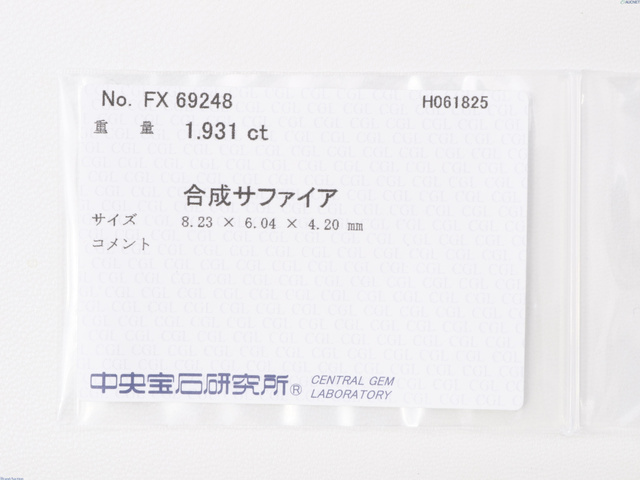 No. FX 69248 H061825
重 量 1.931 ct
合成サファイア
サイズ 8.23 × 6.04 × 4.20 mm
コメント
中央宝石研究所® CENTRAL GEM
LABORATORY